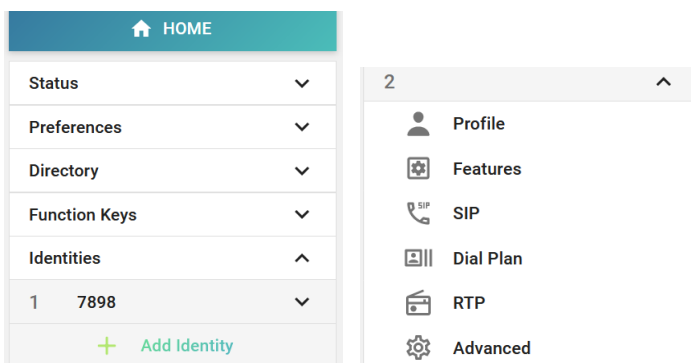 HOME
Status
Preferences
Directory
Function Keys
Identities
1 7898
+ Add Identity
2
Profile
Features
SIP SIP
Dial Plan
RTP
Advanced